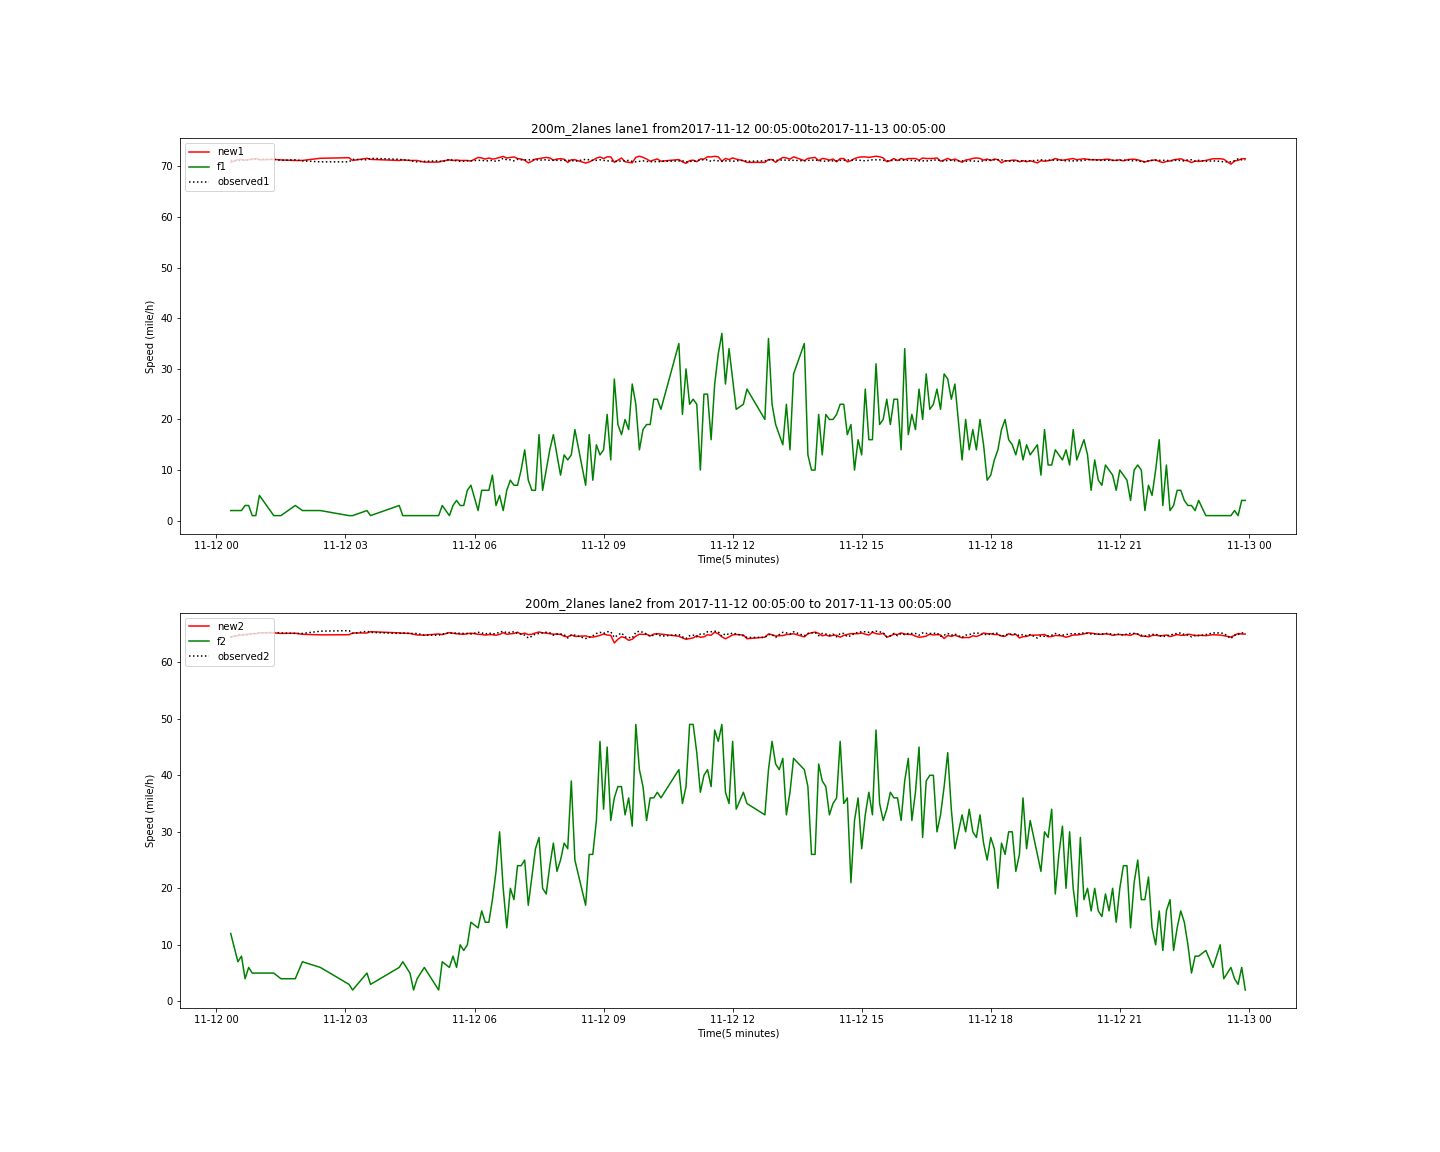 200m_2lanes lane1 from2017-11-12 00:05:00to2017-11-13 00:05:00
new1
f1
observed1
70
60
50
40
30
20
10
0
Speed (mile/h)
11-12 00 11-12 03 11-12 06 11-12 09 11-12 12 11-12 15 11-12 18 11-12 21 11-13 00
Time(5 minutes)
200m_2lanes lane2 from 2017-11-12 00:05:00 to 2017-11-13 00:05:00
new2
f2
observed2
60
50
40
30
20
10
0
Speed (mile/h)
11-12 00 11-12 03 11-12 06 11-12 09 11-12 12 11-12 15 11-12 18 11-12 21 11-13 00
Time(5 minutes)